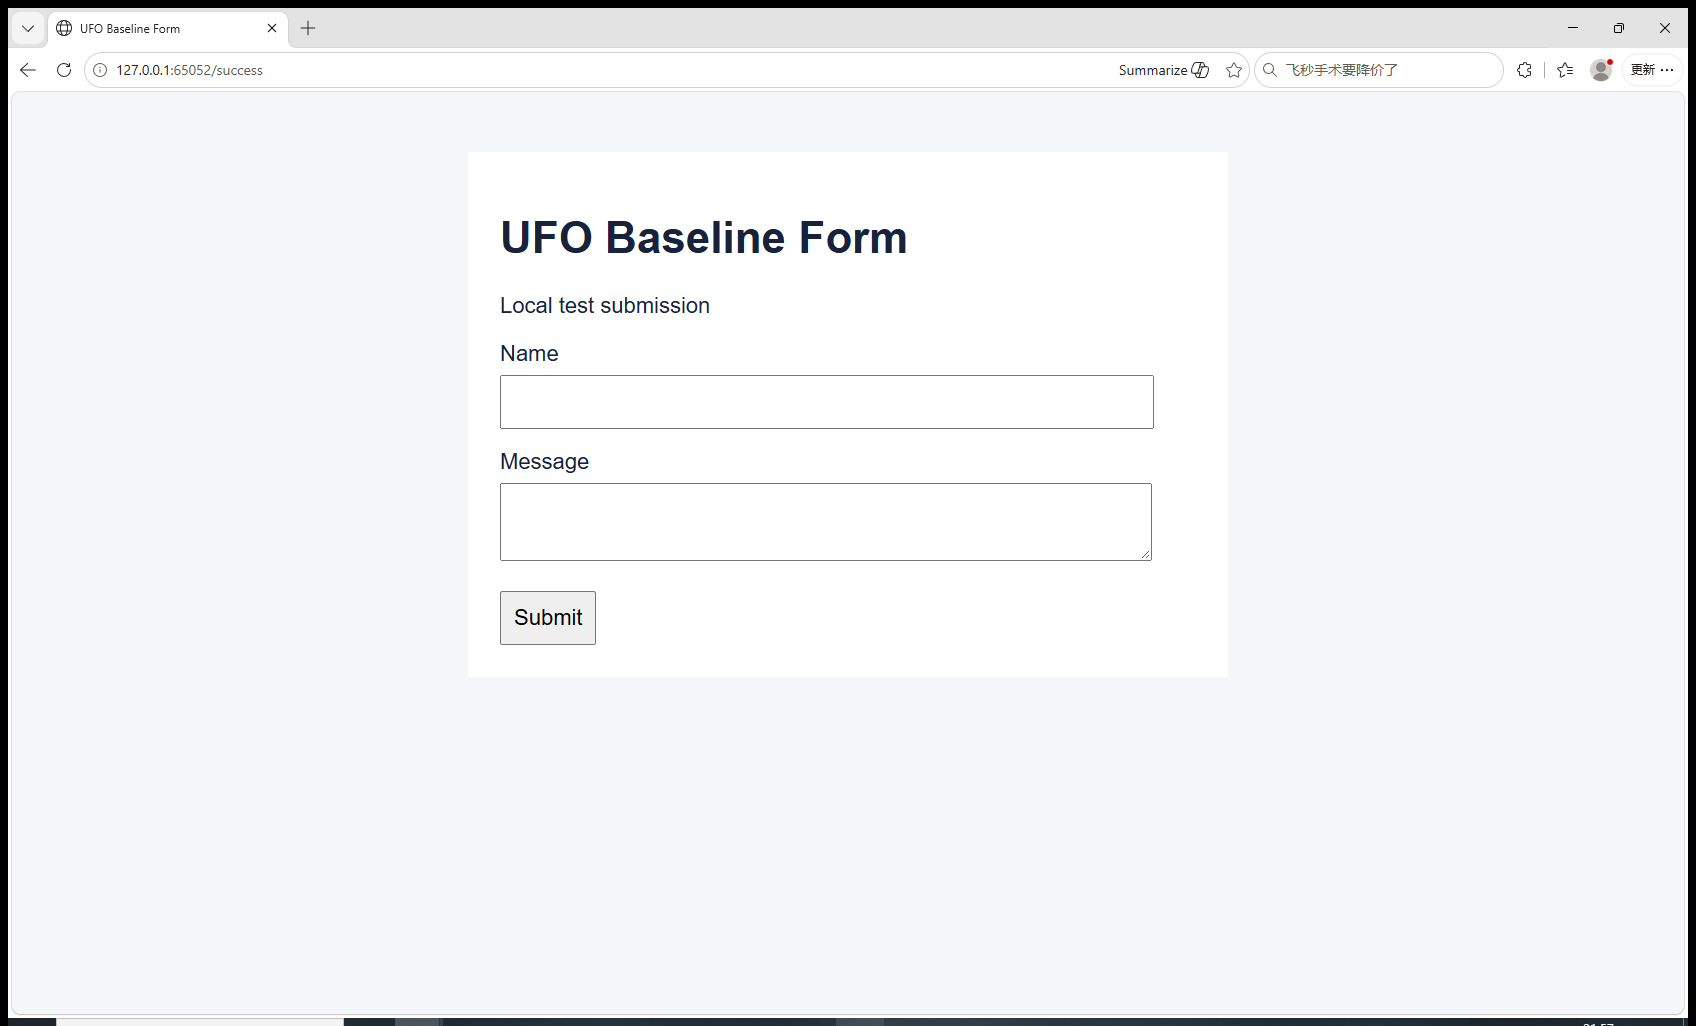 UFO Baseline Form
127.0.0.1:65052/success
Summarize
飞秒手术要降价了
更新
UFO Baseline Form
Local test submission
Name
Message
Submit